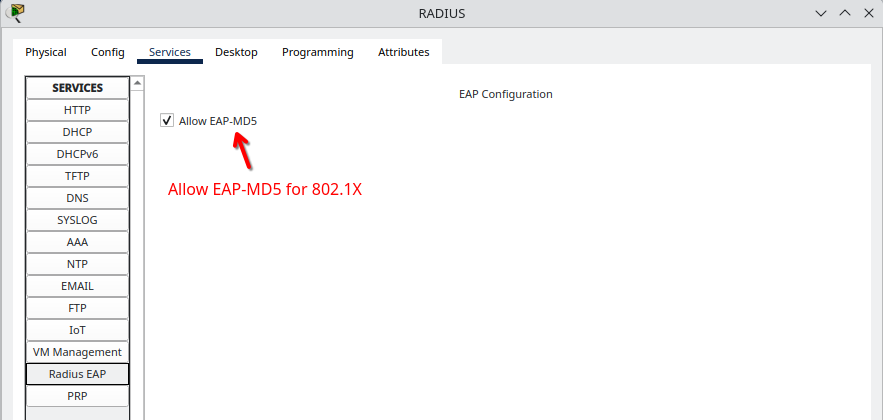 RADIUS
Physical Config Services Desktop Programming Attributes
SERVICES
HTTP
DHCP
DHCPv6
TFTP
DNS
SYSLOG
AAA
NTP
EMAIL
FTP
IoT
VM Management
Radius EAP
PRP
EAP Configuration
Allow EAP-MD5
Allow EAP-MD5 for 802.1X